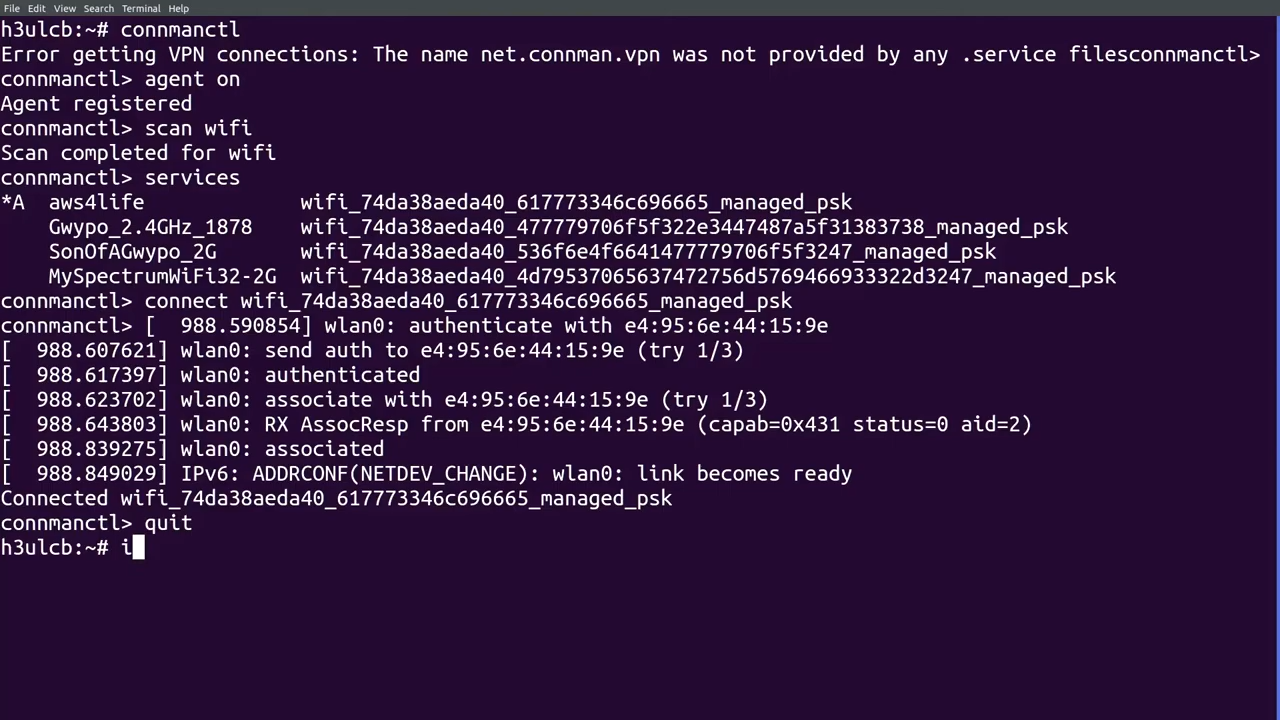 File Edit View Search Terminal Help
h3ulcb:~# connmanctl
Error getting VPN connections: The name net.connman.vpn was not provided by any .service filesconnmanctl>
connmanctl> agent on
Agent registered
connmanctl> scan wifi
Scan completed for wifi
connmanctl> services
*A aws4life wifi_74da38aeda40_617773346c696665_managed_psk
Gwypo_2.4GHz_1878 wifi_74da38aeda40_477779706f5f322e3447487a5f31383738_managed_psk
SonOfAGwypo_2G wifi_74da38aeda40_536f6e4f6641477779706f5f3247_managed_psk
MySpectrumWiFi32-2G wifi_74da38aeda40_4d79537065637472756d5769466933322d3247_managed_psk
connmanctl> connect wifi_74da38aeda40_617773346c696665_managed_psk
connmanctl> [  988.590854] wlan0: authenticate with e4:95:6e:44:15:9e
[  988.607621] wlan0: send auth to e4:95:6e:44:15:9e (try 1/3)
[  988.617397] wlan0: authenticated
[  988.623702] wlan0: associate with e4:95:6e:44:15:9e (try 1/3)
[  988.643803] wlan0: RX AssocResp from e4:95:6e:44:15:9e (capab=0x431 status=0 aid=2)
[  988.839275] wlan0: associated
[  988.849029] IPv6: ADDRCONF(NETDEV_CHANGE): wlan0: link becomes ready
Connected wifi_74da38aeda40_617773346c696665_managed_psk
connmanctl> quit
h3ulcb:~# i